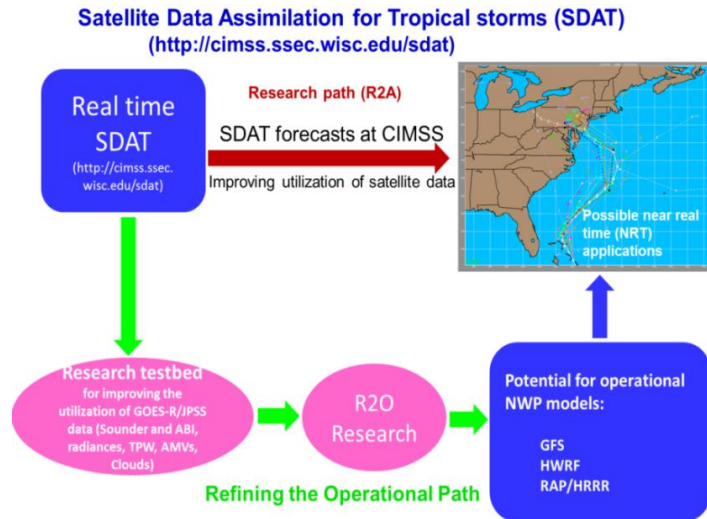 Satellite Data Assimilation for Tropical storms (SDAT)
(http://cimss.ssec.wisc.edu/sdat)
Real time
SDAT
(http://cimss.ssec.
wisc.edu/sdat)
Research path (R2A)
SDAT forecasts at CIMSS
Improving utilization of satellite data
Possible near real
time (NRT)
applications
Research testbed
for improving the
utilization of GOES-R/JPSS
data (Sounder and ABI,
radiances, TPW, AMVs,
Clouds)
R2O
Research
Potential for operational
NWP models:
GFS
HWRF
RAP/HRRR
Refining the Operational Path